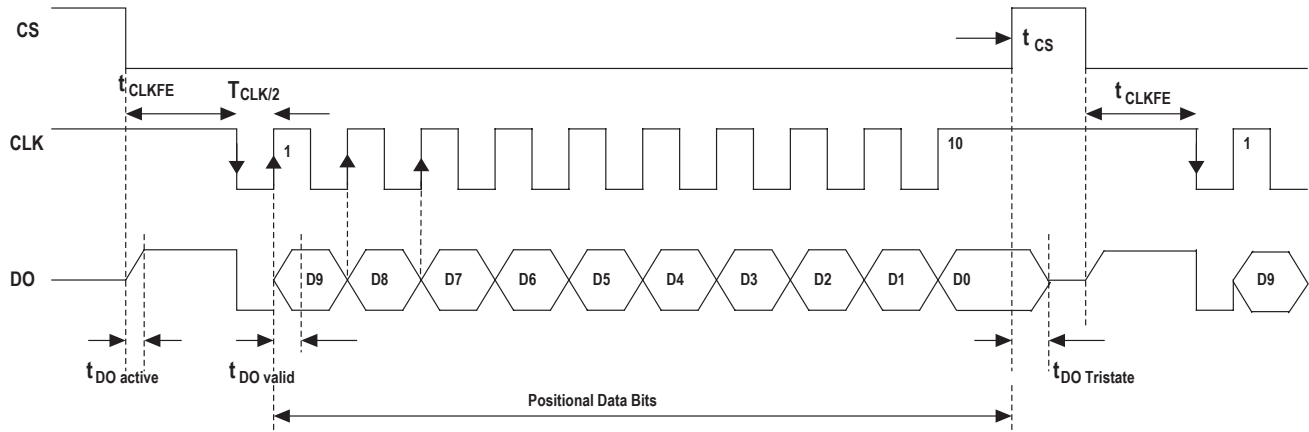 CS
t CS
t CLKFE
T CLK/2
t CLKFE
CLK
1
10
1
DO
D9
D8
D7
D6
D5
D4
D3
D2
D1
D0
D9
t DO active
t DO valid
t DO Tristate
Positional Data Bits